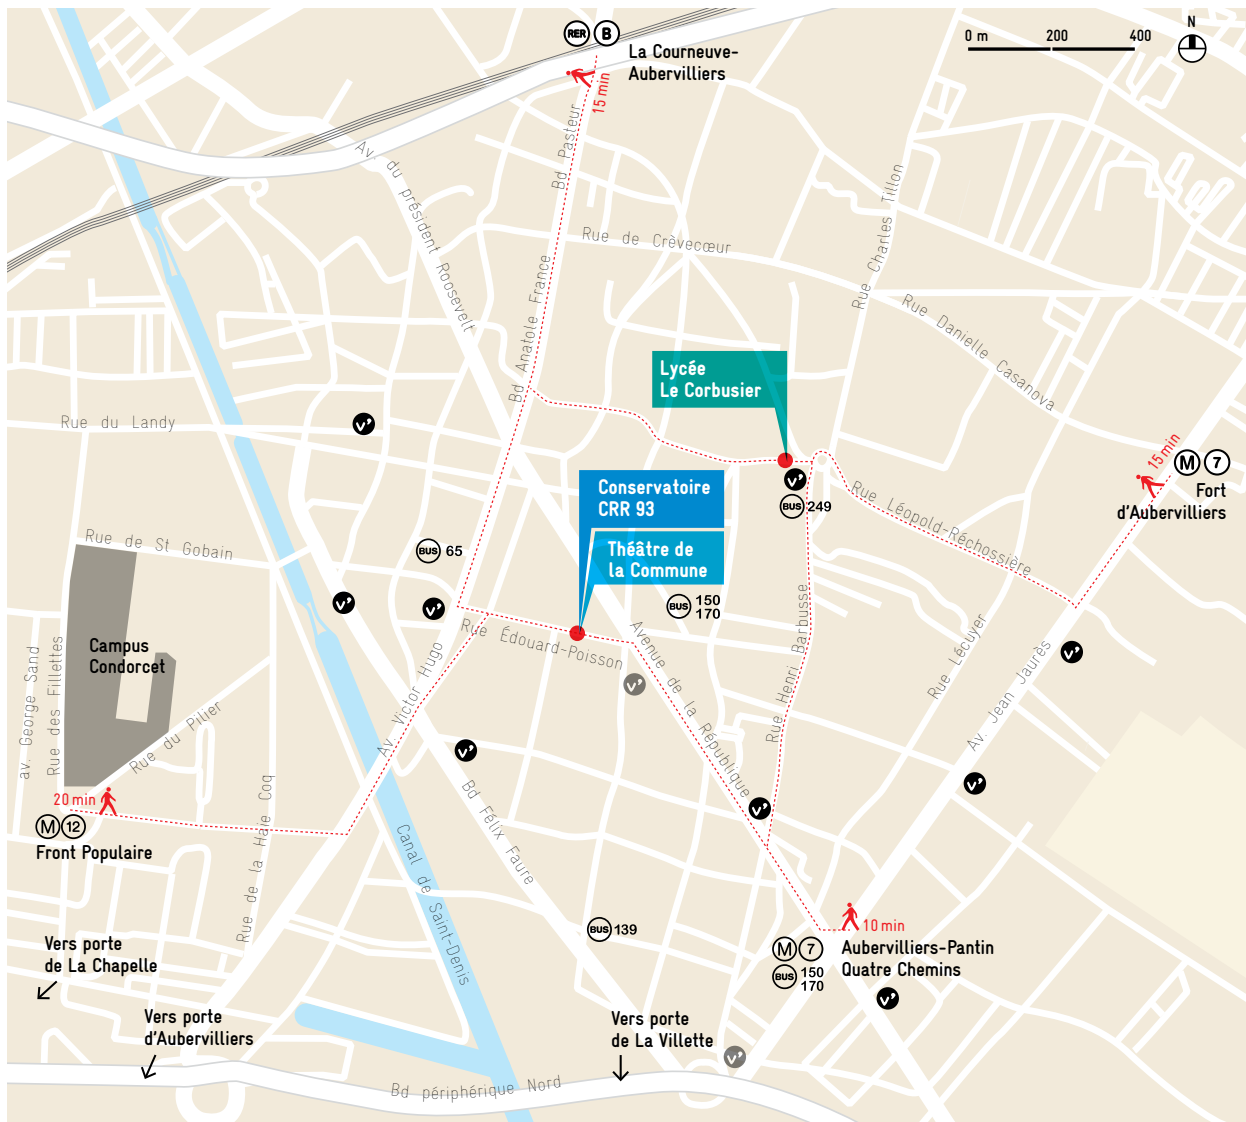 RER B
La Courneuve-
Aubervilliers
15 min
0 m 200 400
N
Bd Pasteur
Av. du président Roosevelt
Rue de Crèvecœur
Rue Charles Tillon
Rue Danielle Casanova
Bd Anatole France
Lycée
Le Corbusier
Rue du Landy
v'
15 min
M 7
Fort
d'Aubervilliers
v'
BUS 249
Conservatoire
CRR 93
Théâtre de
la Commune
Rue Léopold-Réchossière
Rue de St Gobain
BUS 65
BUS 150
170
v'
v'
Rue Édouard-Poisson
Avenue de la République
Rue Henri Barbusse
Rue Lécuyer
Av. Jean Jaurès
v'
Campus
Condorcet
av. George Sand
Rue des Fillettes
Rue du Pilier
Av. Victor Hugo
v'
v'
v'
v'
20 min
M 12
Front Populaire
Rue de la Haie Coq
Bd Félix Faure
Canal de Saint-Denis
BUS 139
10 min
M 7
BUS 150
170
Aubervilliers-Pantin
Quatre Chemins
v'
Vers porte
de La Chapelle
Vers porte
d'Aubervilliers
Vers porte
de La Villette
v'
Bd périphérique Nord